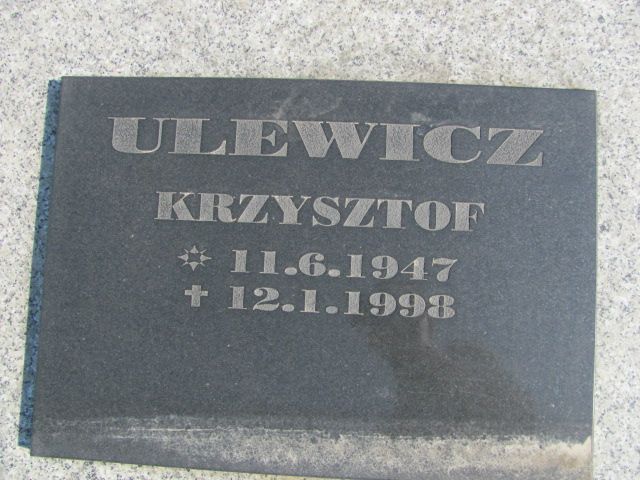 ULEWICZ
KRZYSZTOF
☼ 11.6.1947
✝ 12.1.1998